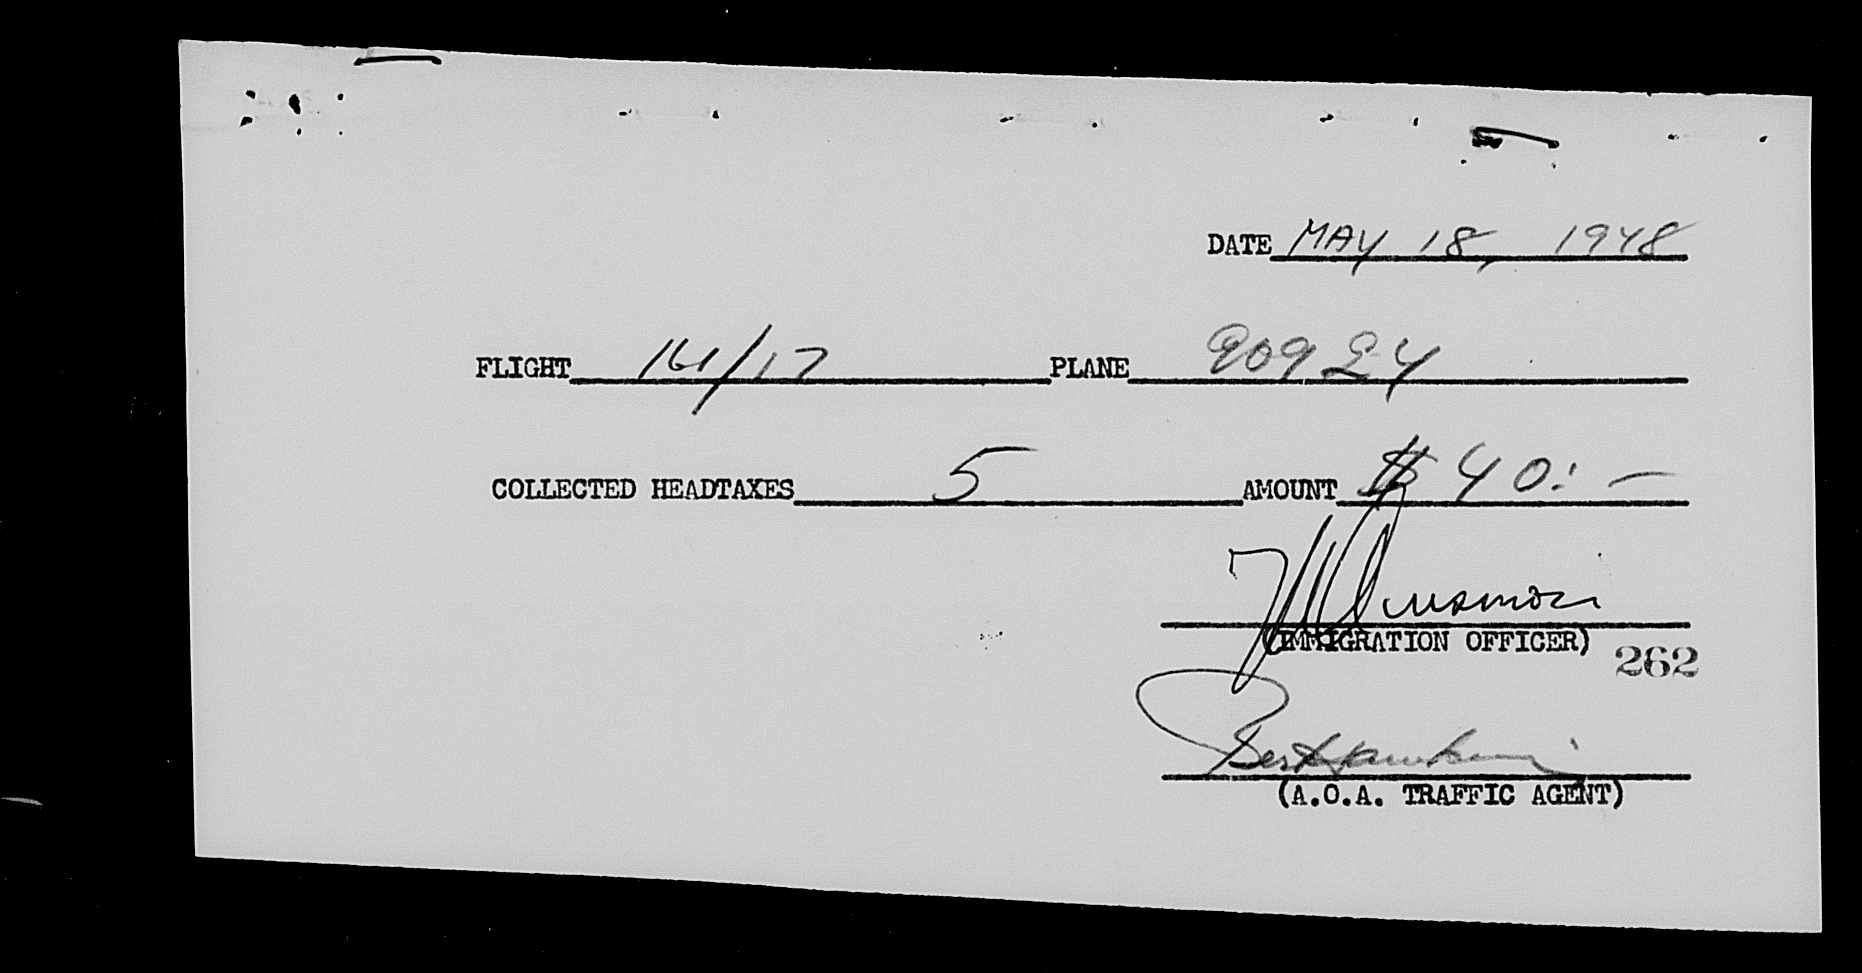 DATE MAY 18, 1948
FLIGHT 161/17 PLANE 90924
COLLECTED HEADTAXES 5 AMOUNT $ 40:—
(IMMIGRATION OFFICER)
262
(A.O.A. TRAFFIC AGENT)